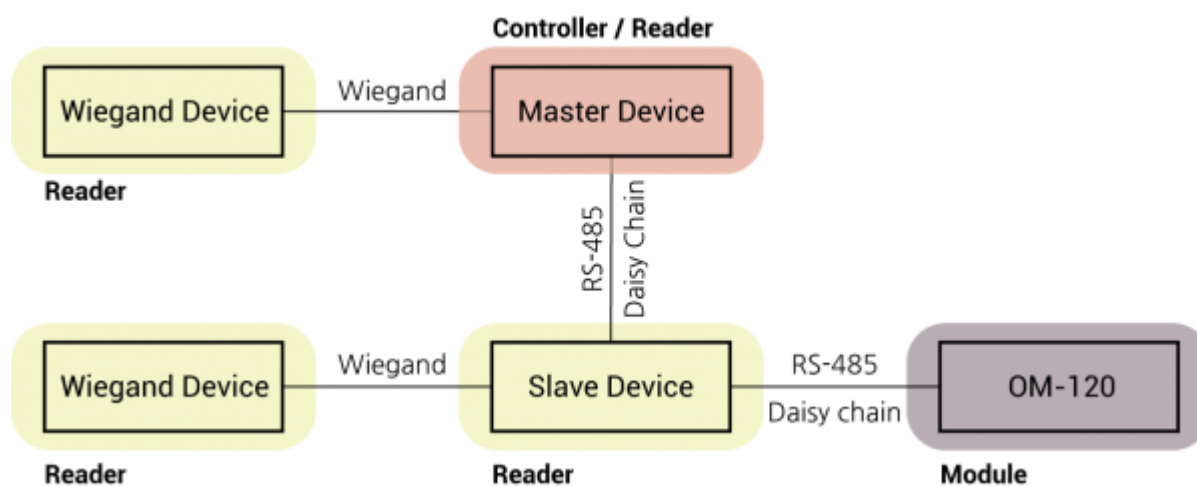 Controller / Reader
Wiegand Device
Wiegand
Master Device
Reader
RS-485
Daisy Chain
Wiegand Device
Wiegand
Slave Device
RS-485
Daisy chain
OM-120
Reader
Reader
Module